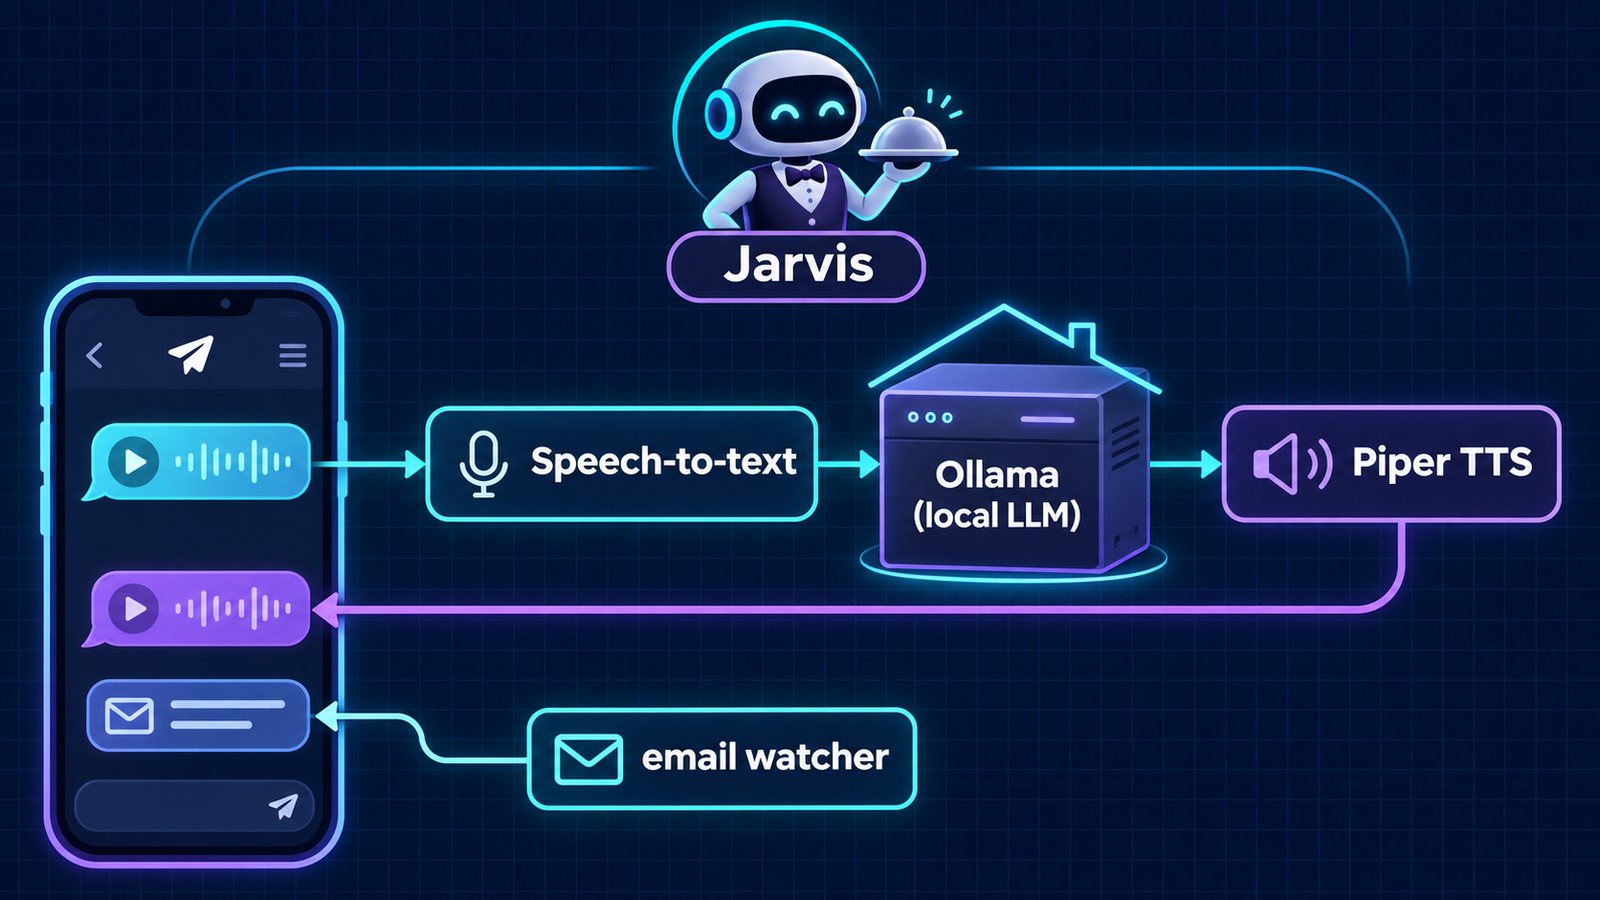 Jarvis
Speech-to-text
Ollama
(local LLM)
Piper TTS
email watcher